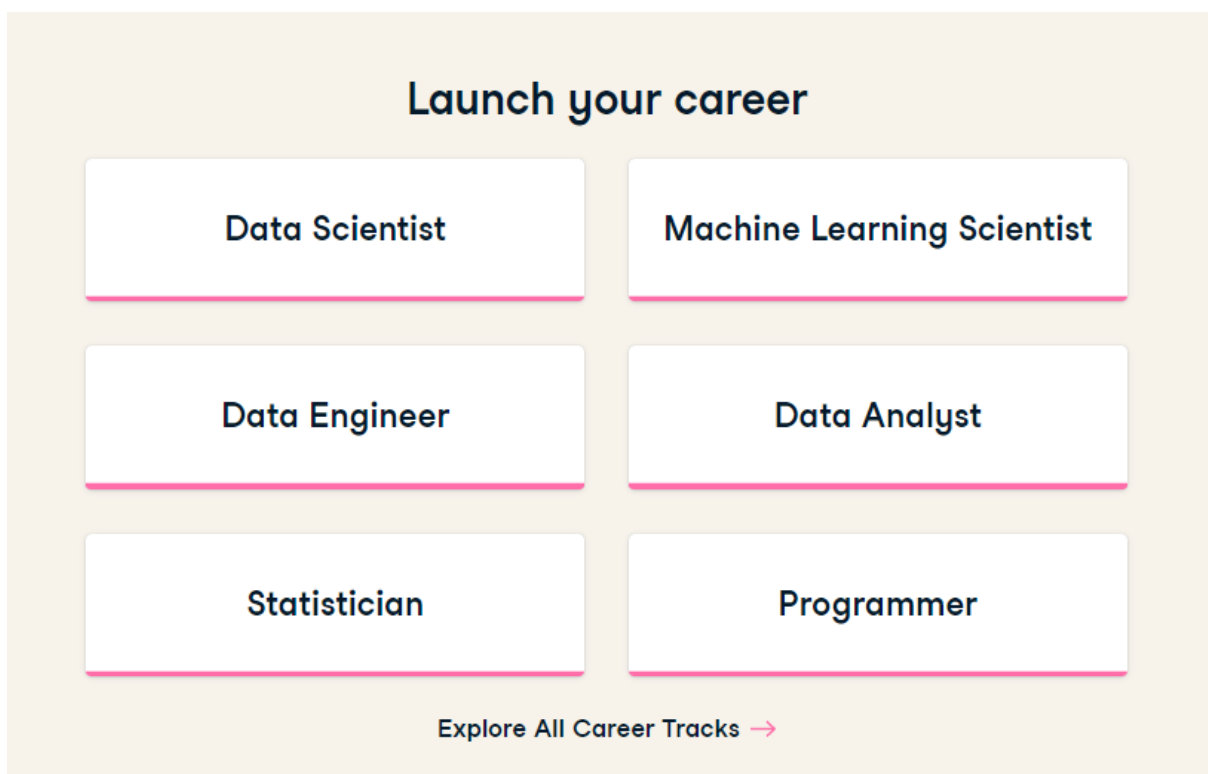 Launch your career
Data Scientist
Machine Learning Scientist
Data Engineer
Data Analyst
Statistician
Programmer
Explore All Career Tracks →